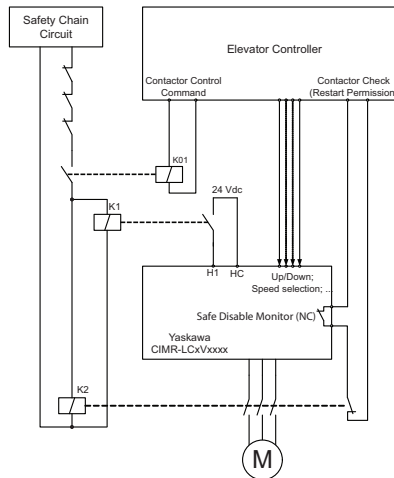 Safety Chain
Circuit
Elevator Controller
Contactor Control
Command
Contactor Check
(Restart Permission)
K01
24 Vdc
K1
H1
HC
Up/Down;
Speed selection; ...
Safe Disable Monitor (NC)
Yaskawa
CIMR-LCxVxxxx
K2
M